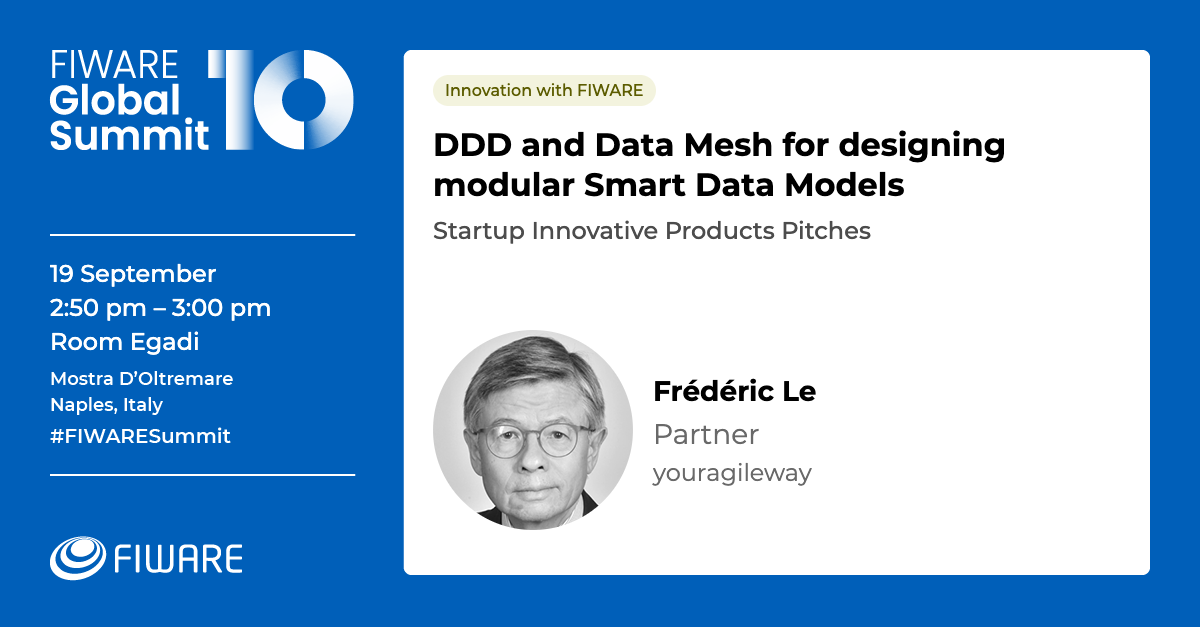 FIWARE
Global
Summit
10
19 September
2:50 pm – 3:00 pm
Room Egadi
Mostra D’Oltremare
Naples, Italy
#FIWARESummit
FIWARE
Innovation with FIWARE
DDD and Data Mesh for designing
modular Smart Data Models
Startup Innovative Products Pitches
Frédéric Le
Partner
youragileway